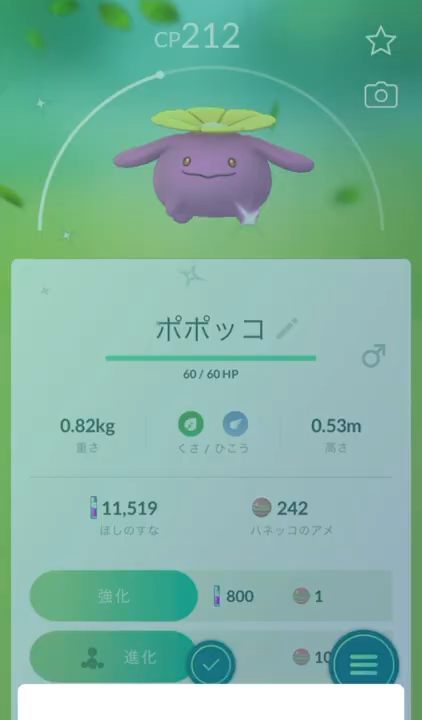 CP212
ポポッコ
60 / 60 HP
0.82kg
重さ
くさ / ひこう
0.53m
高さ
11,519
ほしのすな
242
ハネッコのアメ
強化
800
1
進化